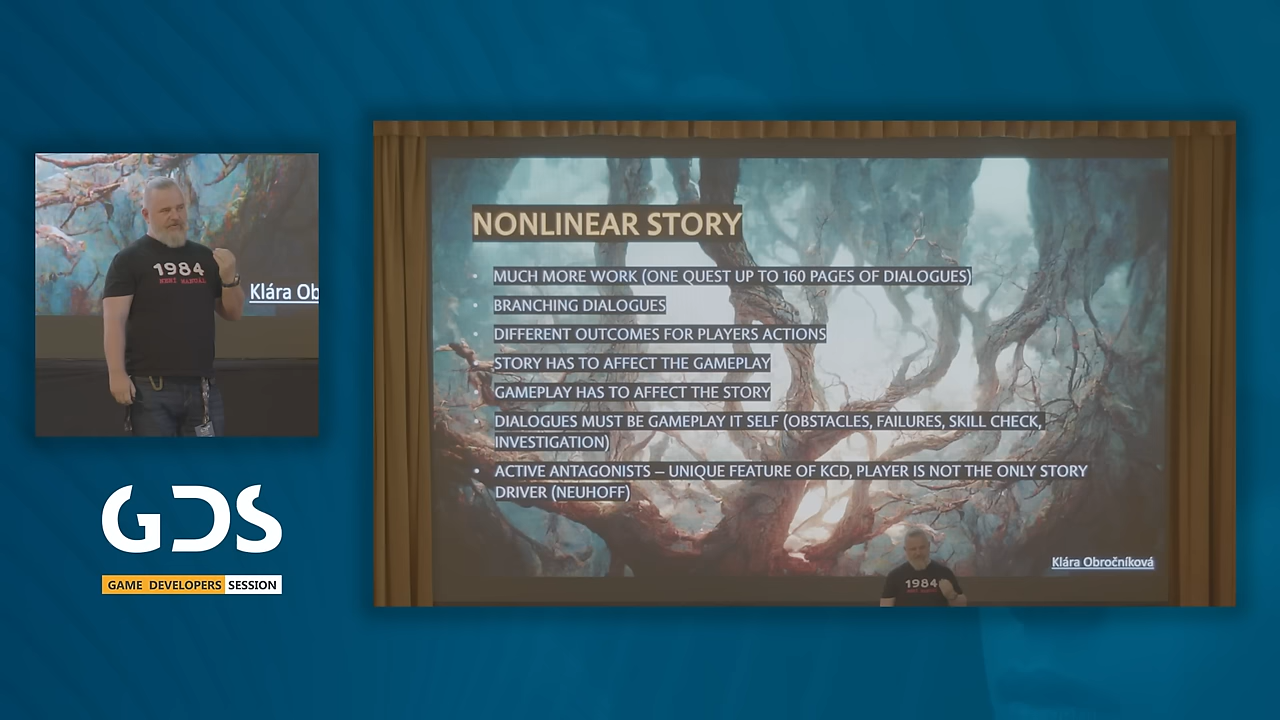 1984
NENÍ MANUÁL
Klára Ob
GDS
GAME DEVELOPERS SESSION
NONLINEAR STORY
• MUCH MORE WORK (ONE QUEST UP TO 160 PAGES OF DIALOGUES)
• BRANCHING DIALOGUES
• DIFFERENT OUTCOMES FOR PLAYERS ACTIONS
• STORY HAS TO AFFECT THE GAMEPLAY
• GAMEPLAY HAS TO AFFECT THE STORY
• DIALOGUES MUST BE GAMEPLAY IT SELF (OBSTACLES, FAILURES, SKILL CHECK,
INVESTIGATION)
• ACTIVE ANTAGONISTS – UNIQUE FEATURE OF KCD, PLAYER IS NOT THE ONLY STORY
DRIVER (NEUHOFF)
Klára Obročníková
1984